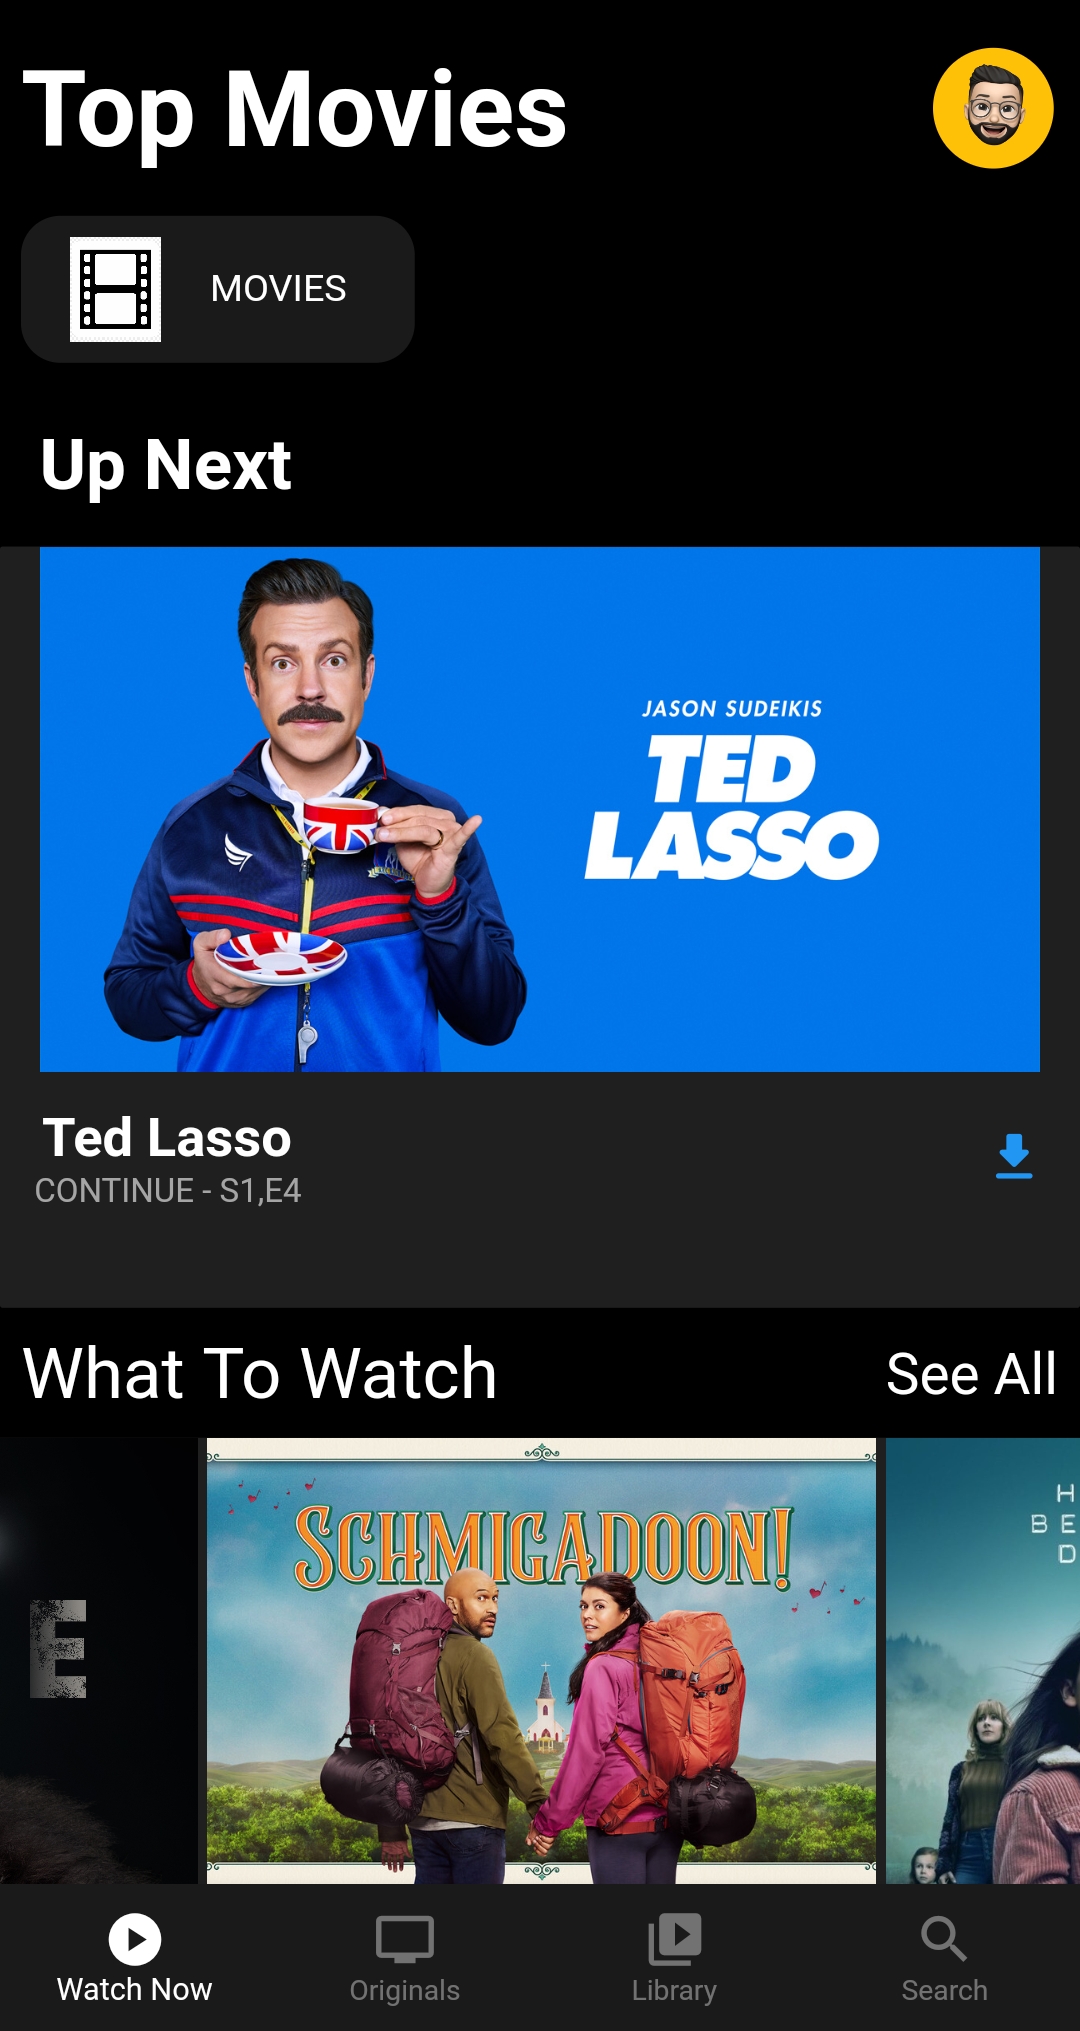 Top Movies
MOVIES
Up Next
JASON SUDEIKIS
TED
LASSO
Ted Lasso
CONTINUE - S1,E4
What To Watch
See All
E
SCHMIGADOON!
H
BE
D
Watch Now
Originals
Library
Search